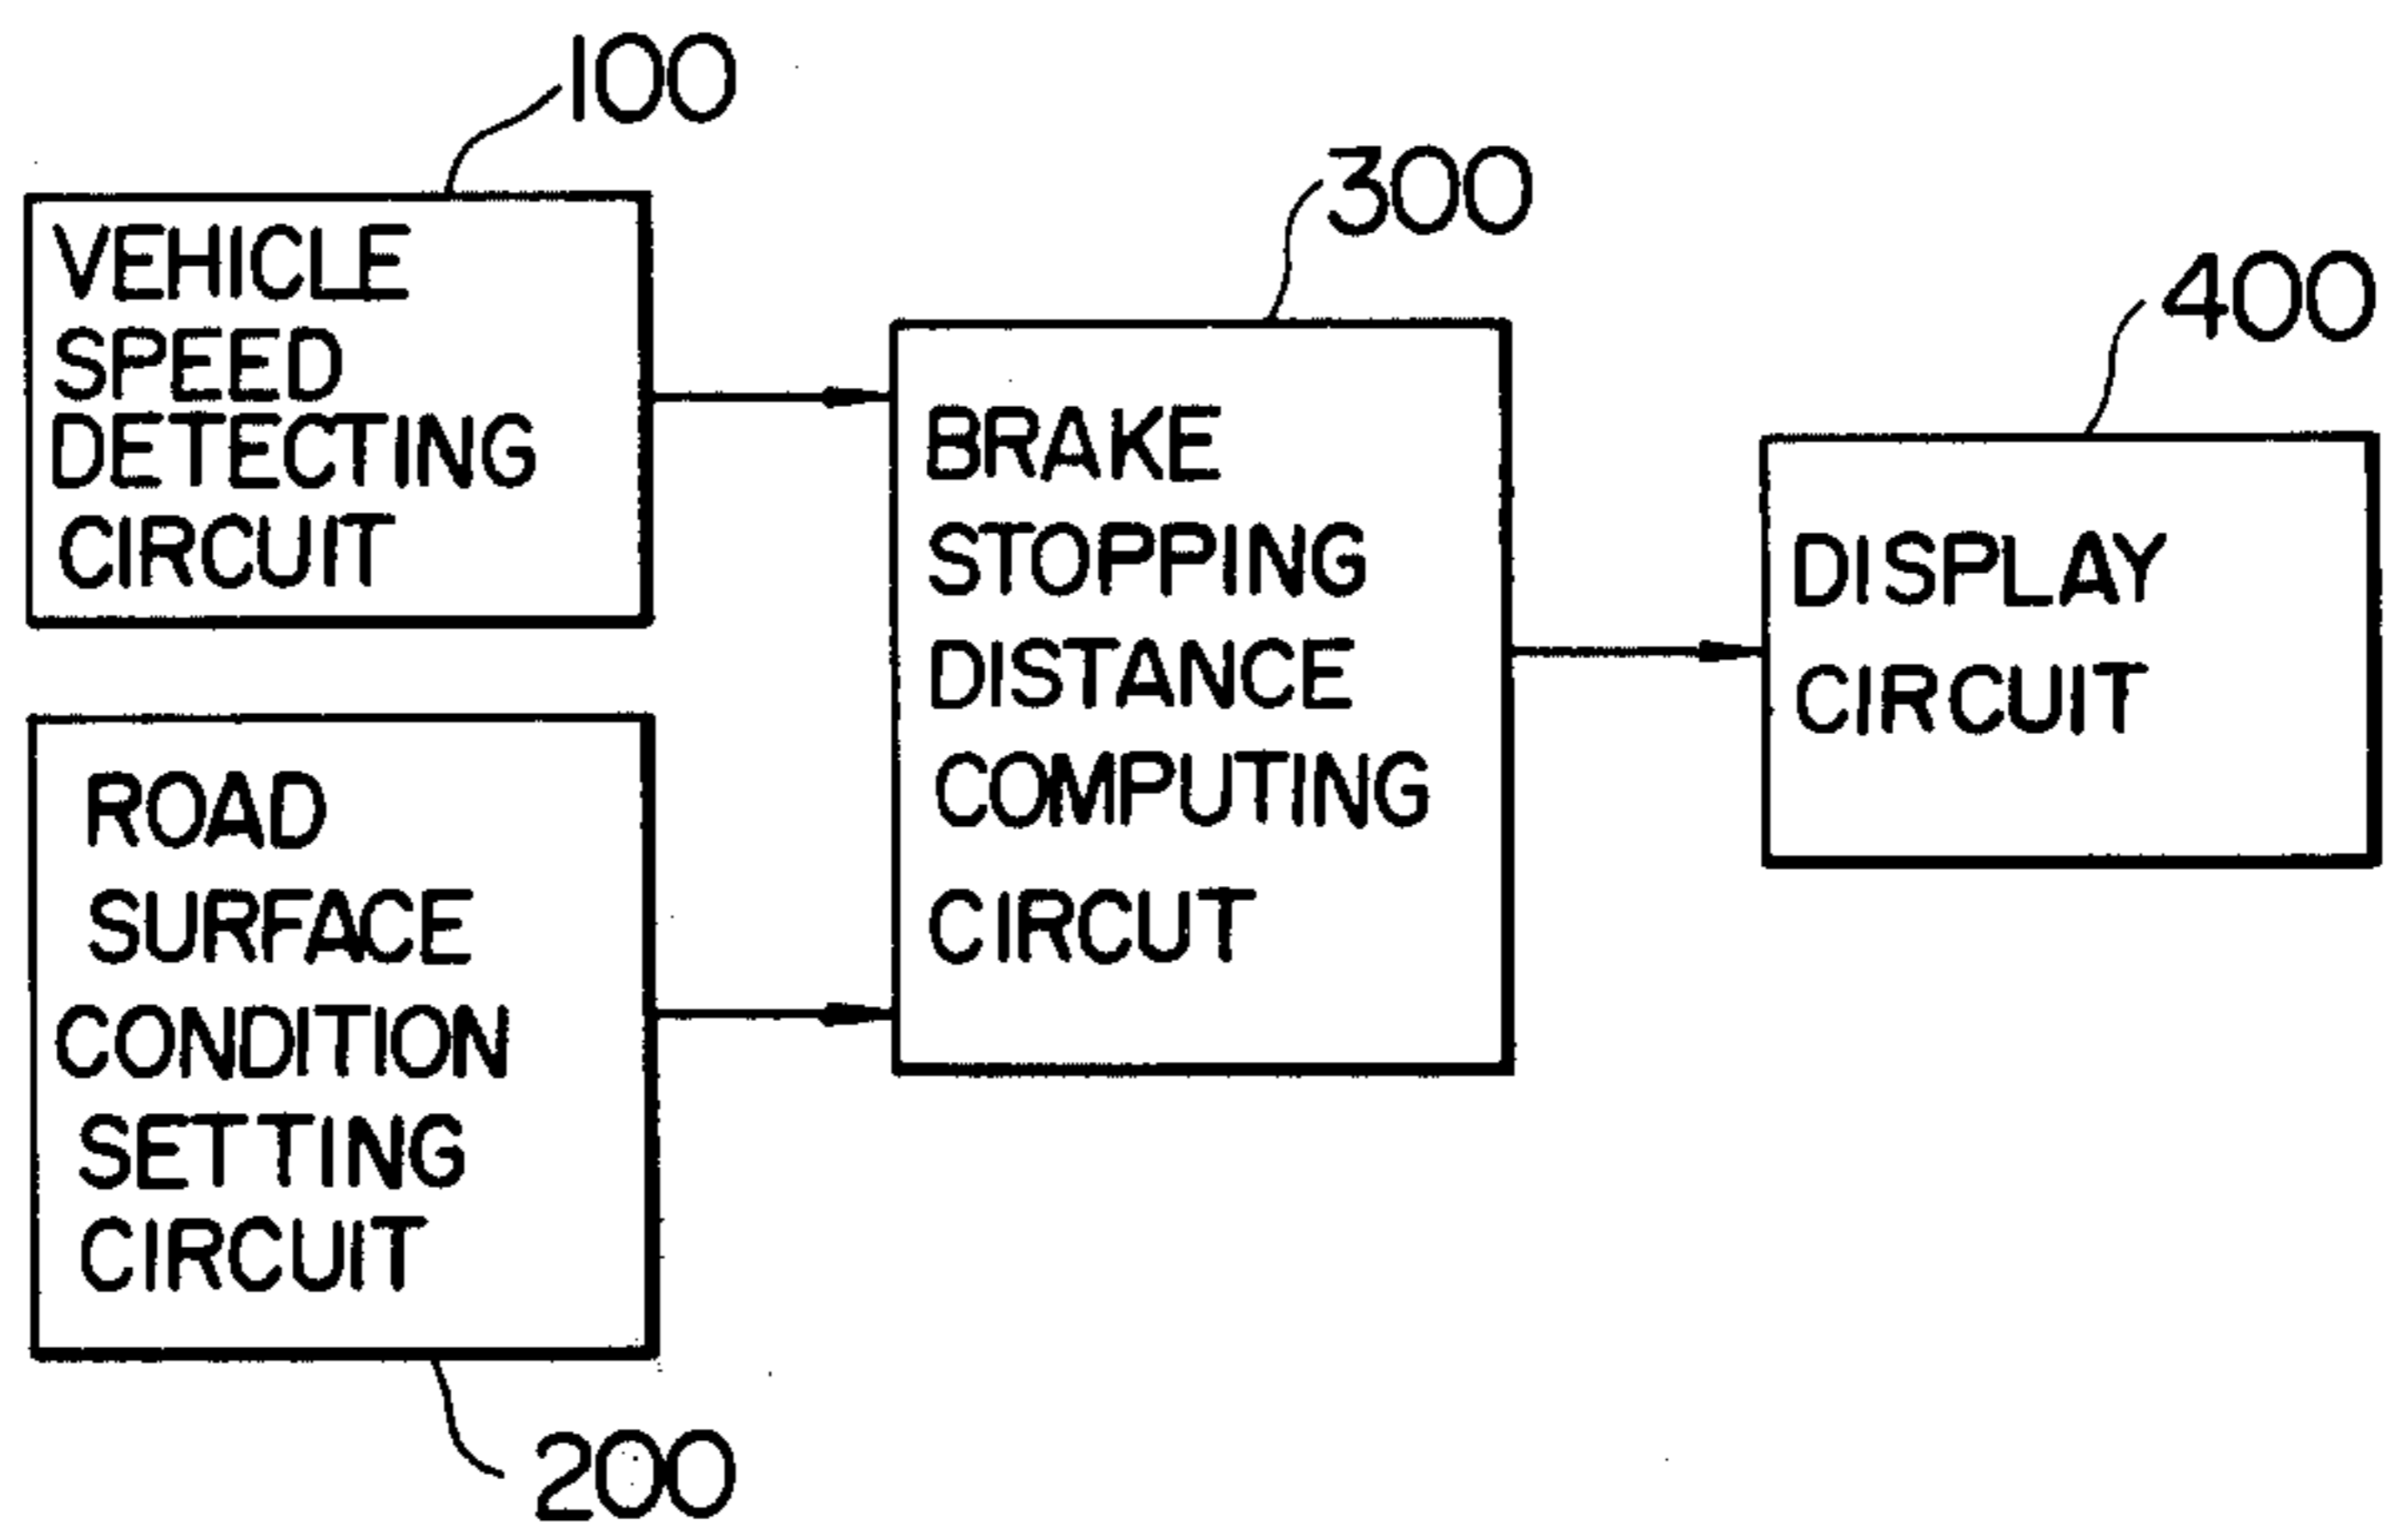 100
VEHICLE
SPEED
DETECTING
CIRCUIT
200
ROAD
SURFACE
CONDITION
SETTING
CIRCUIT
300
BRAKE
STOPPING
DISTANCE
COMPUTING
CIRCUT
400
DISPLAY
CIRCUIT